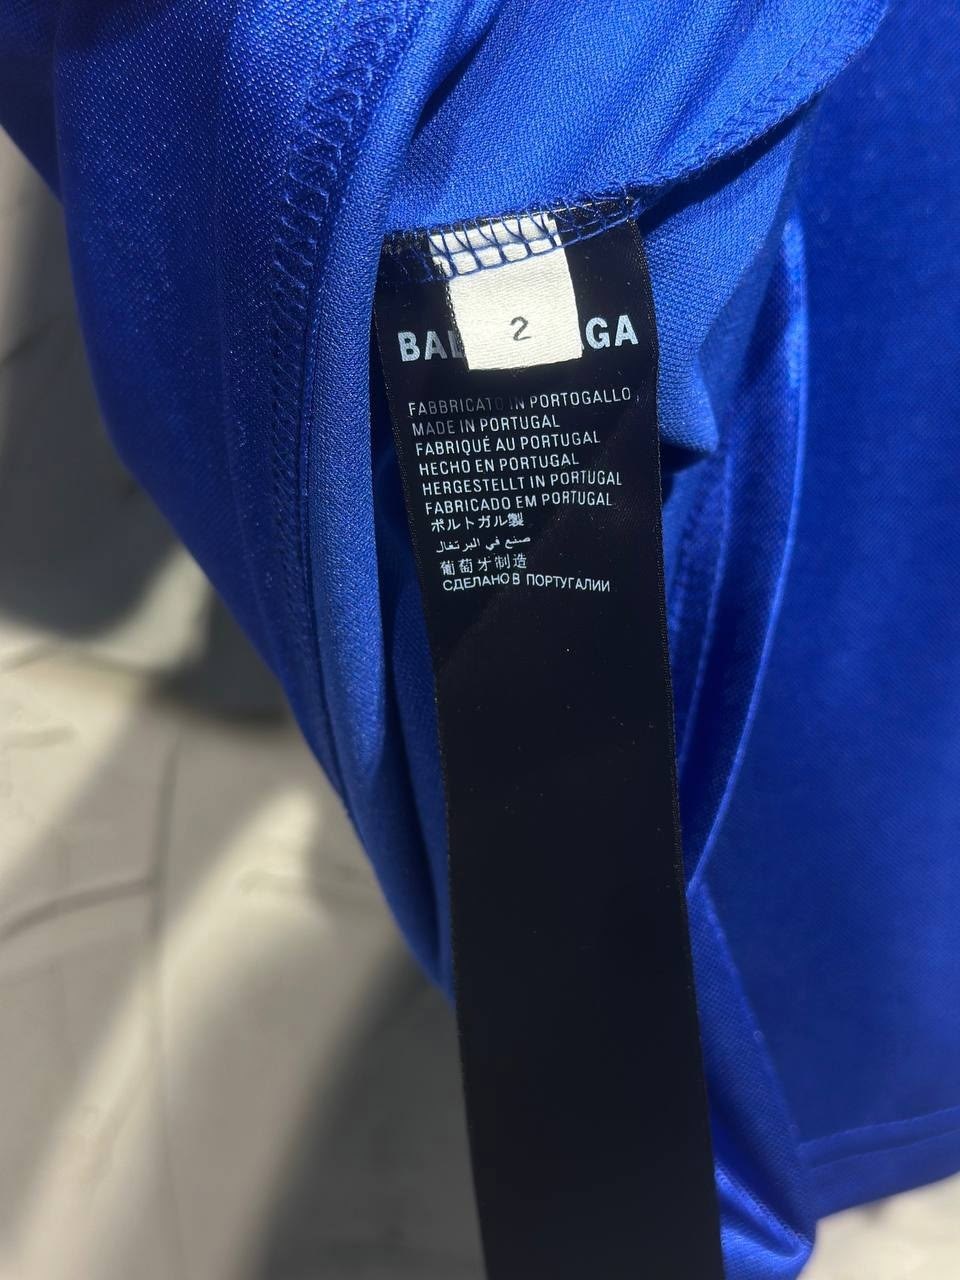 2
BAL GA
FABBRICATO IN PORTOGALLO
MADE IN PORTUGAL
FABRIQUÉ AU PORTUGAL
HECHO EN PORTUGAL
HERGESTELLT IN PORTUGAL
FABRICADO EM PORTUGAL
ポルトガル製
صنع في البرتغال
葡萄牙制造
СДЕЛАНО В ПОРТУГАЛИИ